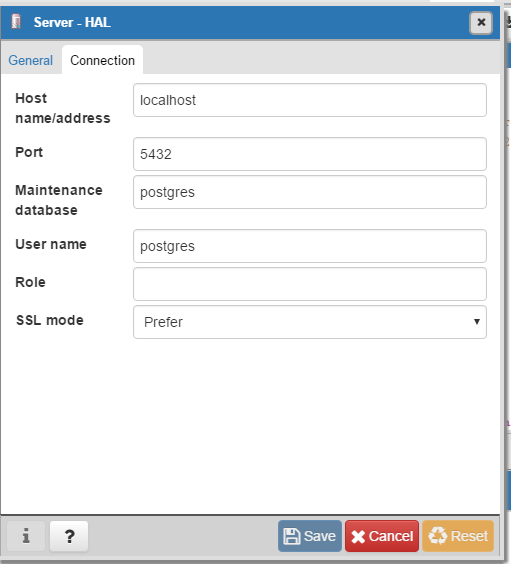 Server - HAL
General Connection
Host name/address
localhost
Port
5432
Maintenance database
postgres
User name
postgres
Role
SSL mode
Prefer
i ? Save Cancel Reset